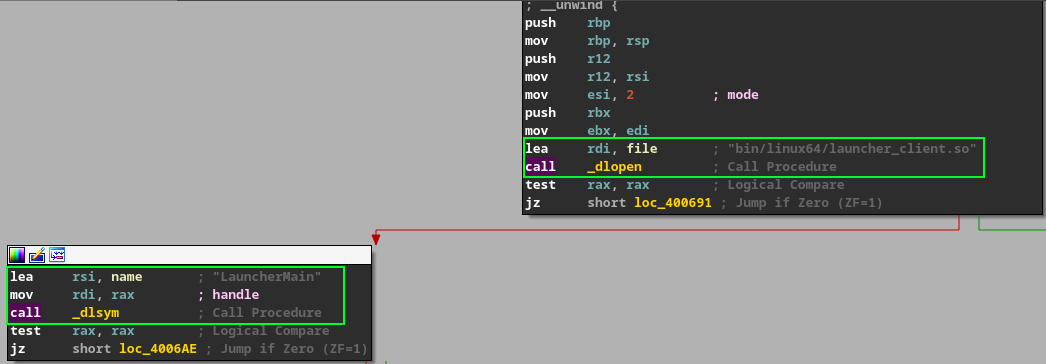 ; __unwind {
push rbp
mov rbp, rsp
push r12
mov r12, rsi
mov esi, 2 ; mode
push rbx
mov ebx, edi
lea rdi, file ; "bin/linux64/launcher_client.so"
call _dlopen ; Call Procedure
test rax, rax ; Logical Compare
jz short loc_400691 ; Jump if Zero (ZF=1)
lea rsi, name ; "LauncherMain"
mov rdi, rax ; handle
call _dlsym ; Call Procedure
test rax, rax ; Logical Compare
jz short loc_4006AE ; Jump if Zero (ZF=1)